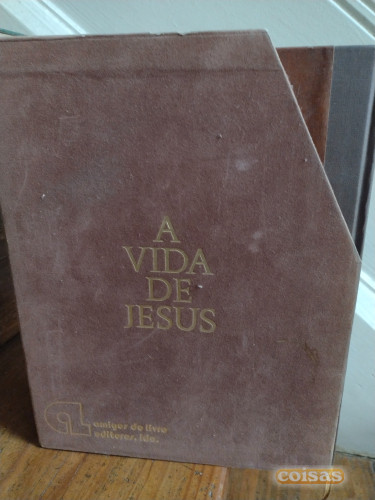 A
VIDA
DE
JESUS
amigos do livro
editores, lda.
coisas